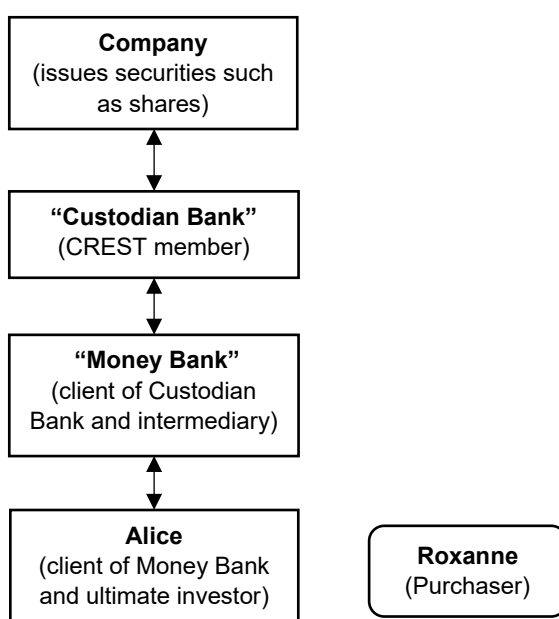 Company
(issues securities such
as shares)
“Custodian Bank”
(CREST member)
“Money Bank”
(client of Custodian
Bank and intermediary)
Alice
(client of Money Bank
and ultimate investor)
Roxanne
(Purchaser)